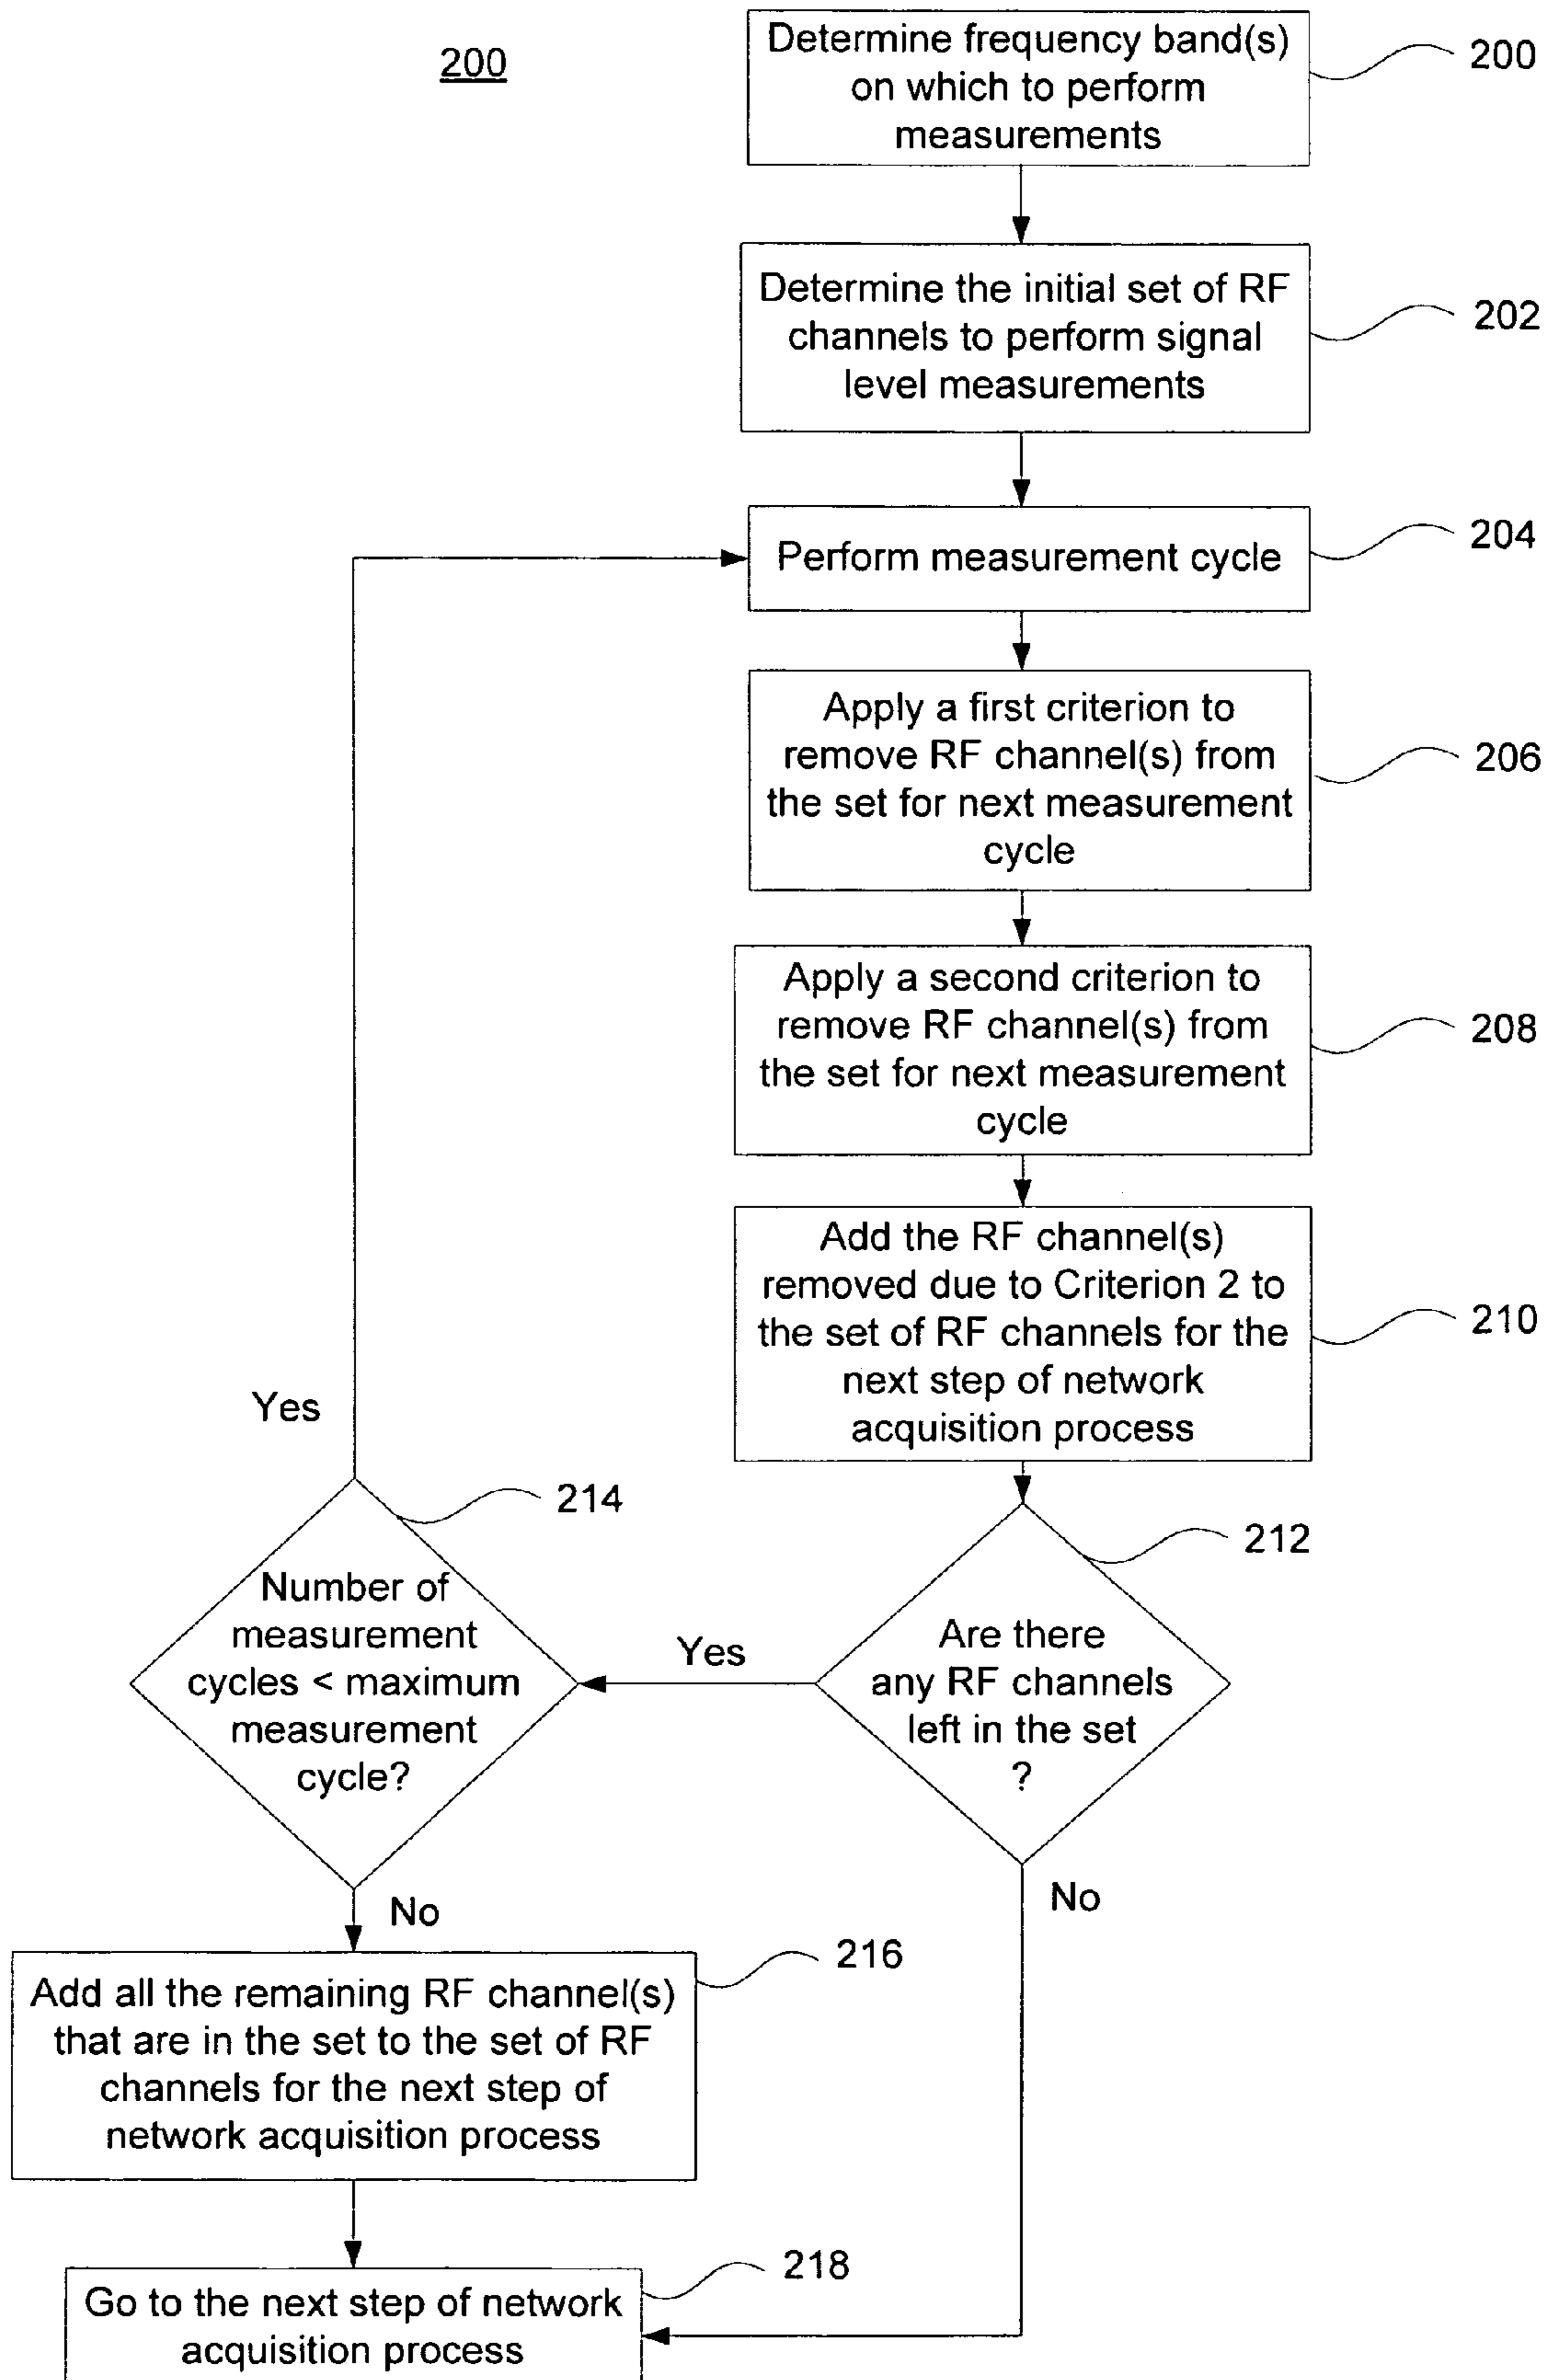 200
Determine frequency band(s)
on which to perform
measurements
200
Determine the initial set of RF
channels to perform signal
level measurements
202
Perform measurement cycle
204
Apply a first criterion to
remove RF channel(s) from
the set for next measurement
cycle
206
Apply a second criterion to
remove RF channel(s) from
the set for next measurement
cycle
208
Add the RF channel(s)
removed due to Criterion 2 to
the set of RF channels for the
next step of network
acquisition process
210
Are there
any RF channels
left in the set
?
212
Yes
No
Number of
measurement
cycles < maximum
measurement
cycle?
214
Yes
No
Add all the remaining RF channel(s)
that are in the set to the set of RF
channels for the next step of
network acquisition process
216
Go to the next step of network
acquisition process
218